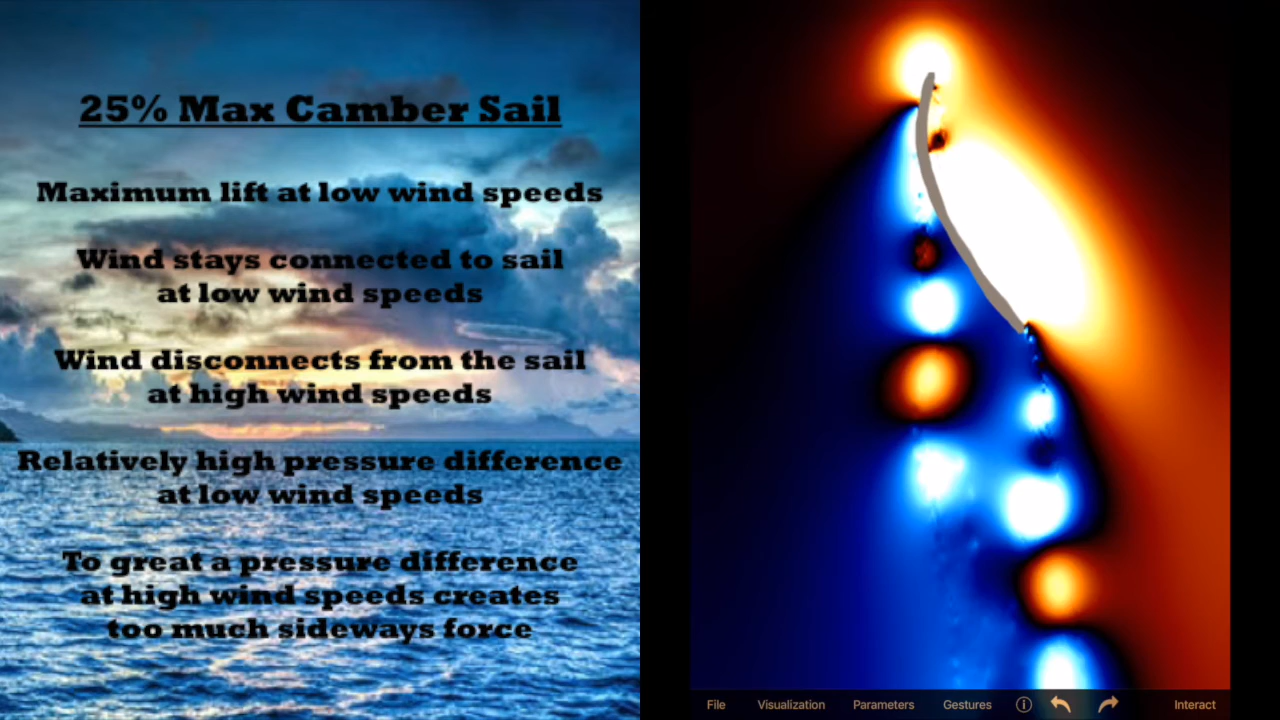 25% Max Camber Sail
Maximum lift at low wind speeds
Wind stays connected to sail
at low wind speeds
Wind disconnects from the sail
at high wind speeds
Relatively high pressure difference
at low wind speeds
To great a pressure difference
at high wind speeds creates
too much sideways force
File Visualization Parameters Gestures Interact